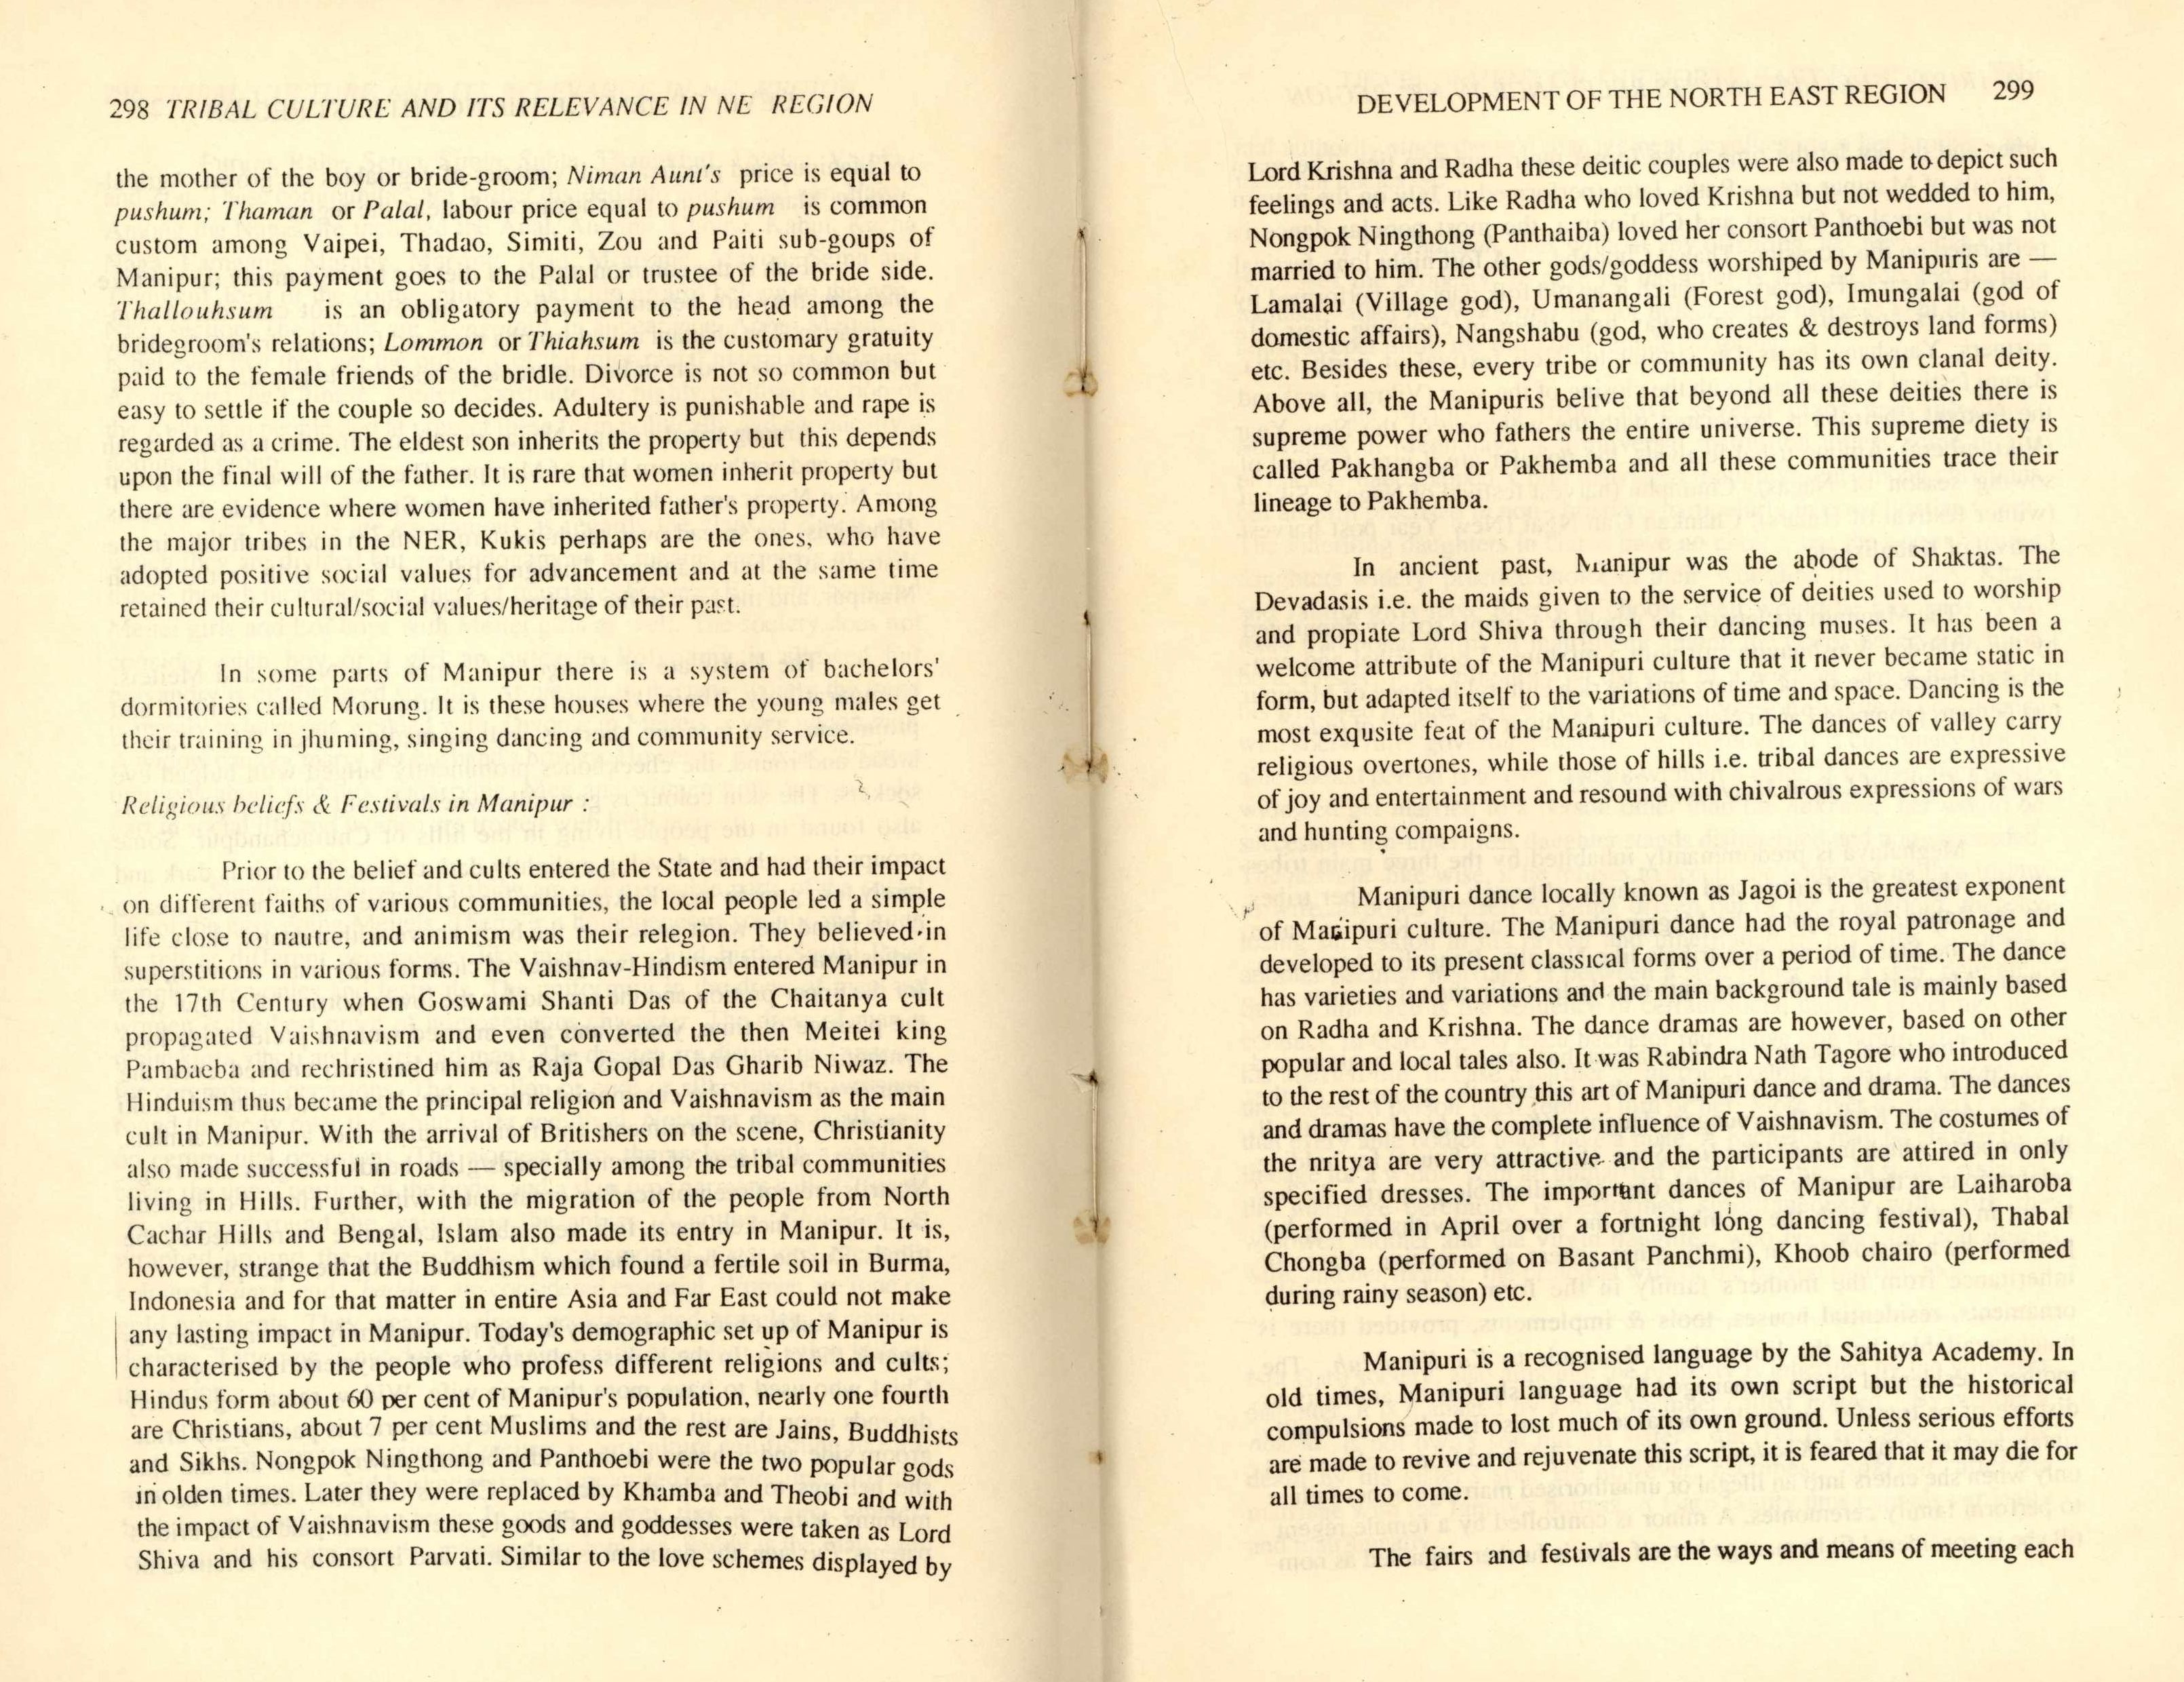 298 TRIBAL CULTURE AND ITS RELEVANCE IN NE REGION
the mother of the boy or bride-groom; Niman Aunt's price is equal to
pushum; Thaman or Palal, labour price equal to pushum is common
custom among Vaipei, Thadao, Simiti, Zou and Paiti sub-goups of
Manipur; this payment goes to the Palal or trustee of the bride side.
Thallouhsum is an obligatory payment to the head among the
bridegroom's relations; Lommon or Thiahsum is the customary gratuity
paid to the female friends of the bridle. Divorce is not so common but
easy to settle if the couple so decides. Adultery is punishable and rape is
regarded as a crime. The eldest son inherits the property but this depends
upon the final will of the father. It is rare that women inherit property but
there are evidence where women have inherited father's property. Among
the major tribes in the NER, Kukis perhaps are the ones, who have
adopted positive social values for advancement and at the same time
retained their cultural/social values/heritage of their past.
In some parts of Manipur there is a system of bachelors'
dormitories called Morung. It is these houses where the young males get
their training in jhuming, singing dancing and community service.
Religious beliefs & Festivals in Manipur :
Prior to the belief and cults entered the State and had their impact
on different faiths of various communities, the local people led a simple
life close to nautre, and animism was their relegion. They believed in
superstitions in various forms. The Vaishnav-Hindism entered Manipur in
the 17th Century when Goswami Shanti Das of the Chaitanya cult
propagated Vaishnavism and even converted the then Meitei king
Pambaeba and rechristined him as Raja Gopal Das Gharib Niwaz. The
Hinduism thus became the principal religion and Vaishnavism as the main
cult in Manipur. With the arrival of Britishers on the scene, Christianity
also made successful in roads — specially among the tribal communities
living in Hills. Further, with the migration of the people from North
Cachar Hills and Bengal, Islam also made its entry in Manipur. It is,
however, strange that the Buddhism which found a fertile soil in Burma,
Indonesia and for that matter in entire Asia and Far East could not make
any lasting impact in Manipur. Today's demographic set up of Manipur is
characterised by the people who profess different religions and cults;
Hindus form about 60 per cent of Manipur's population, nearly one fourth
are Christians, about 7 per cent Muslims and the rest are Jains, Buddhists
and Sikhs. Nongpok Ningthong and Panthoebi were the two popular gods
in olden times. Later they were replaced by Khamba and Theobi and with
the impact of Vaishnavism these goods and goddesses were taken as Lord
Shiva and his consort Parvati. Similar to the love schemes displayed by
DEVELOPMENT OF THE NORTH EAST REGION 299
Lord Krishna and Radha these deitic couples were also made to depict such
feelings and acts. Like Radha who loved Krishna but not wedded to him,
Nongpok Ningthong (Panthaiba) loved her consort Panthoebi but was not
married to him. The other gods/goddess worshiped by Manipuris are —
Lamalai (Village god), Umanangali (Forest god), Imungalai (god of
domestic affairs), Nangshabu (god, who creates & destroys land forms)
etc. Besides these, every tribe or community has its own clanal deity.
Above all, the Manipuris belive that beyond all these deities there is
supreme power who fathers the entire universe. This supreme diety is
called Pakhangba or Pakhemba and all these communities trace their
lineage to Pakhemba.
In ancient past, Manipur was the abode of Shaktas. The
Devadasis i.e. the maids given to the service of deities used to worship
and propiate Lord Shiva through their dancing muses. It has been a
welcome attribute of the Manipuri culture that it never became static in
form, but adapted itself to the variations of time and space. Dancing is the
most exqusite feat of the Manipuri culture. The dances of valley carry
religious overtones, while those of hills i.e. tribal dances are expressive
of joy and entertainment and resound with chivalrous expressions of wars
and hunting compaigns.
Manipuri dance locally known as Jagoi is the greatest exponent
of Manipuri culture. The Manipuri dance had the royal patronage and
developed to its present classical forms over a period of time. The dance
has varieties and variations and the main background tale is mainly based
on Radha and Krishna. The dance dramas are however, based on other
popular and local tales also. It was Rabindra Nath Tagore who introduced
to the rest of the country this art of Manipuri dance and drama. The dances
and dramas have the complete influence of Vaishnavism. The costumes of
the nritya are very attractive and the participants are attired in only
specified dresses. The important dances of Manipur are Laiharoba
(performed in April over a fortnight long dancing festival), Thabal
Chongba (performed on Basant Panchmi), Khoob chairo (performed
during rainy season) etc.
Manipuri is a recognised language by the Sahitya Academy. In
old times, Manipuri language had its own script but the historical
compulsions made to lost much of its own ground. Unless serious efforts
are made to revive and rejuvenate this script, it is feared that it may die for
all times to come.
The fairs and festivals are the ways and means of meeting each